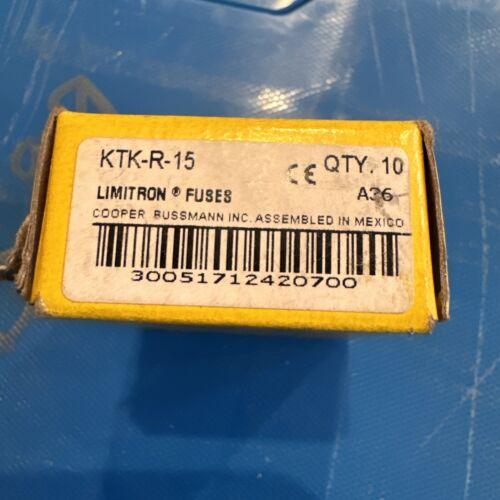 KTK-R-15 CE QTY. 10
LIMITRON ® FUSES A36
COOPER BUSSMANN INC. ASSEMBLED IN MEXICO
30051712420700